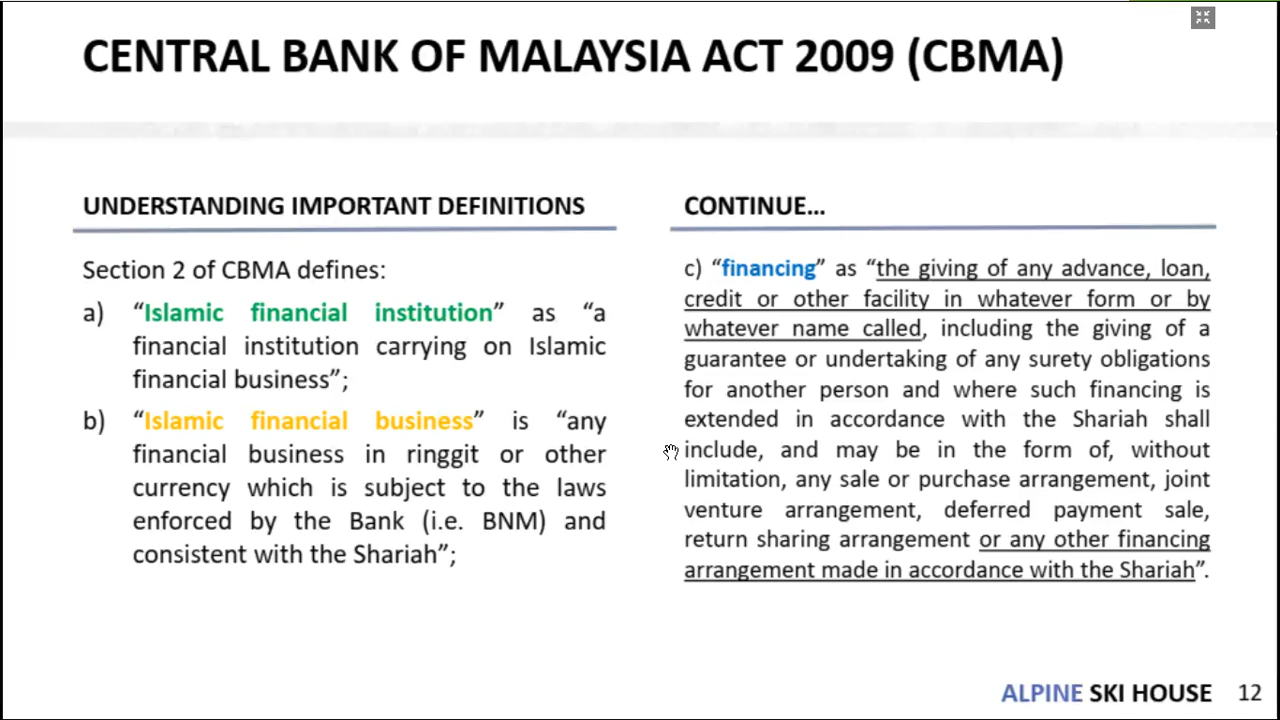 CENTRAL BANK OF MALAYSIA ACT 2009 (CBMA)
UNDERSTANDING IMPORTANT DEFINITIONS
Section 2 of CBMA defines:
a) “Islamic financial institution” as “a
financial institution carrying on Islamic
financial business”;
b) “Islamic financial business” is “any
financial business in ringgit or other
currency which is subject to the laws
enforced by the Bank (i.e. BNM) and
consistent with the Shariah”;
CONTINUE...
c) “financing” as “the giving of any advance, loan,
credit or other facility in whatever form or by
whatever name called, including the giving of a
guarantee or undertaking of any surety obligations
for another person and where such financing is
extended in accordance with the Shariah shall
include, and may be in the form of, without
limitation, any sale or purchase arrangement, joint
venture arrangement, deferred payment sale,
return sharing arrangement or any other financing
arrangement made in accordance with the Shariah”.
ALPINE SKI HOUSE 12